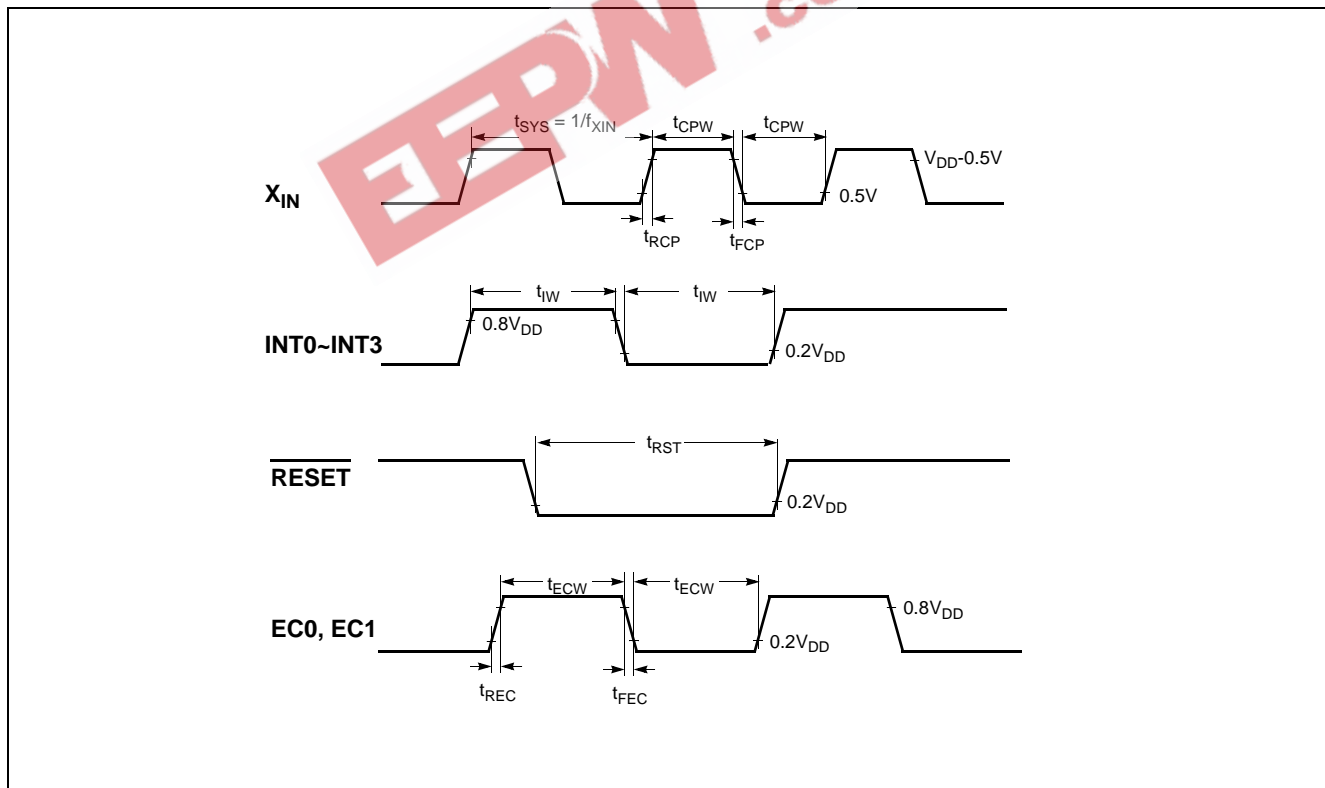 EEPW.co
tSYS = 1/fXIN
tCPW
tCPW
VDD-0.5V
XIN
0.5V
tRCP
tFCP
tIW
tIW
0.8VDD
INT0~INT3
0.2VDD
tRST
RESET
0.2VDD
tECW
tECW
0.8VDD
EC0, EC1
0.2VDD
tREC
tFEC